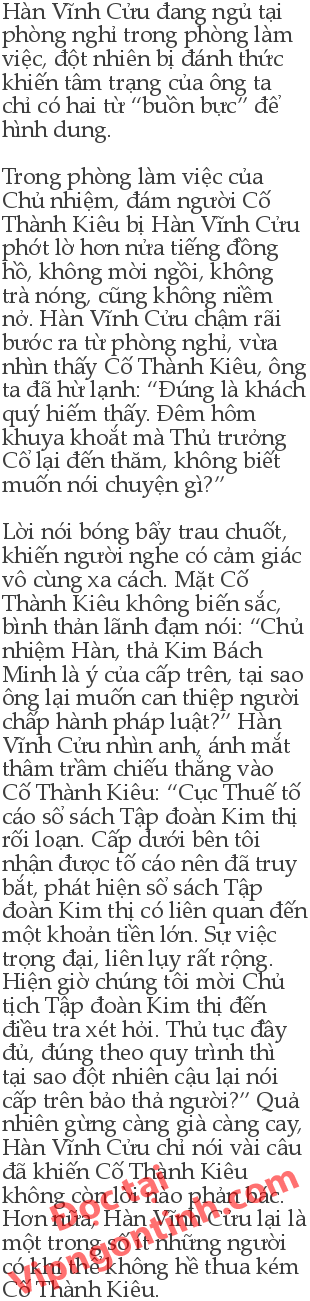 Hàn Vĩnh Cửu đang ngủ tại
phòng nghỉ trong phòng làm
việc, đột nhiên bị đánh thức
khiến tâm trạng của ông ta
chỉ có hai từ “buồn bực” để
hình dung.

Trong phòng làm việc của
Chủ nhiệm, đám người Cố
Thành Kiêu bị Hàn Vĩnh Cửu
phớt lờ hơn nửa tiếng đồng
hồ, không mời ngồi, không
trà nóng, cũng không niềm
nở. Hàn Vĩnh Cửu chậm rãi
bước ra từ phòng nghỉ, vừa
nhìn thấy Cố Thành Kiêu, ông
ta đã hừ lạnh: “Đúng là khách
quý hiếm thấy. Đêm hôm
khuya khoắt mà Thủ trưởng
Cố lại đến thăm, không biết
muốn nói chuyện gì?”

Lời nói bóng bẩy trau chuốt,
khiến người nghe có cảm giác
vô cùng xa cách. Mặt Cố
Thành Kiêu không biến sắc,
bình thản lãnh đạm nói: “Chủ
nhiệm Hàn, thả Kim Bách
Minh là ý của cấp trên, tại sao
ông lại muốn can thiệp người
chấp hành pháp luật?” Hàn
Vĩnh Cửu nhìn anh, ánh mắt
thâm trầm chiếu thẳng vào
Cố Thành Kiêu: “Cục Thuế tố
cáo sổ sách Tập đoàn Kim thị
rối loạn. Cấp dưới bên tôi
nhận được tố cáo nên đã truy
bắt, phát hiện sổ sách Tập
đoàn Kim thị có liên quan đến
một khoản tiền lớn. Sự việc
trọng đại, liên lụy rất rộng.
Hiện giờ chúng tôi mời Chủ
tịch Tập đoàn Kim thị đến
điều tra xét hỏi. Thủ tục đầy
đủ, đúng theo quy trình thì
tại sao đột nhiên cậu lại nói
cấp trên bảo thả người?” Quả
nhiên gừng càng già càng cay,
Hàn Vĩnh Cửu chỉ nói vài câu
đã khiến Cố Thành Kiêu
không còn lời nào phản bác.
Hơn nữa, Hàn Vĩnh Cửu lại là
một trong số ít những người
có khí thế không hề thua kém
Cố Thành Kiêu.
Đọc tại
Vipngontinh.com